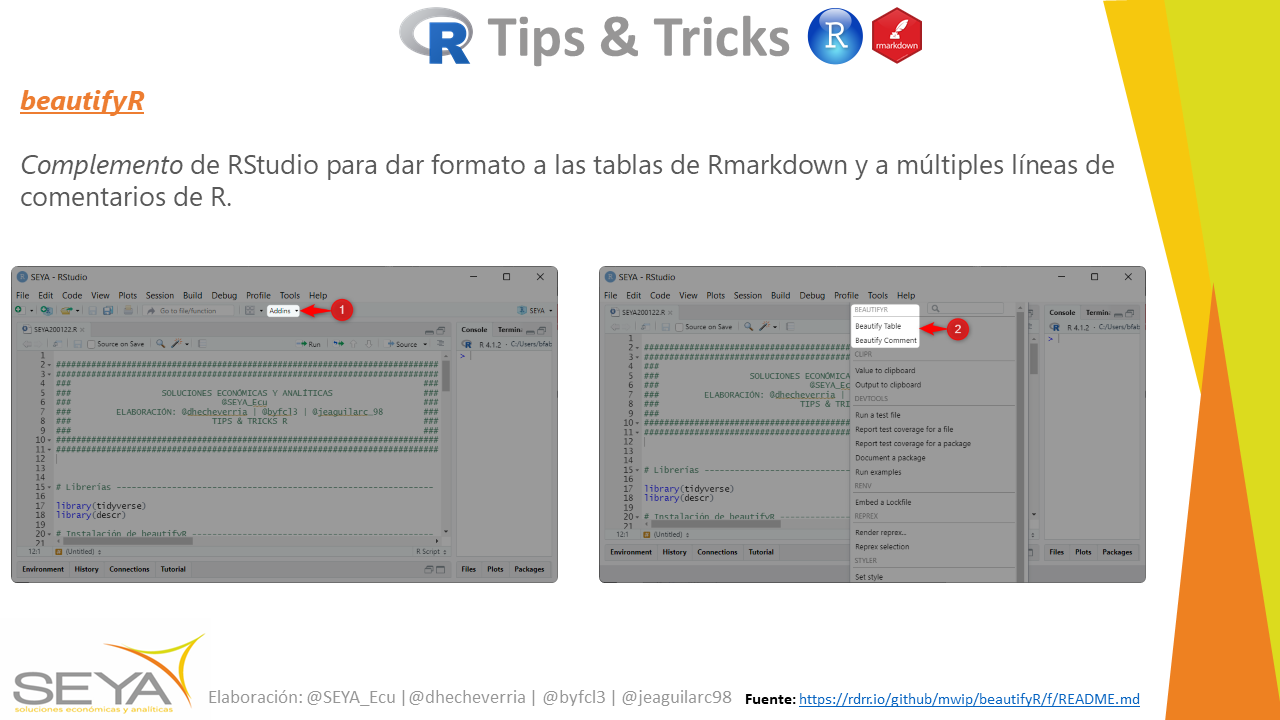 R Tips & Tricks R rmarkdown
beautifyR
Complemento de RStudio para dar formato a las tablas de Rmarkdown y a múltiples líneas de
comentarios de R.
SEYA - RStudio
File Edit Code View Plots Session Build Debug Profile Tools Help
Go to file/function Addins 1 SEYA
SEYA200122.R
Source on Save Run Source
1
2 ###
3 ###
4 ### ###
5 ### SOLUCIONES ECONÓMICAS Y ANALÍTICAS ###
6 ### @SEYA_Ecu ###
7 ### ELABORACIÓN: @dhecheverria | @byfcl3 | @jeaguilarc_98 ###
8 ### TIPS & TRICKS R ###
9 ### ###
10
11
12
13
14
15 # Librerías
16
17 library(tidyverse)
18 library(descr)
19
20 # Instalación de beautifyR
21
12:1 (Untitled) R Script
Environment History Connections Tutorial
Console Termin:
R 4.1.2 · C:/Users/bfab
>
Files Plots Packages
SEYA - RStudio
File Edit Code View Plots Session Build Debug Profile Tools Help
SEYA200122.R
Source on Save
1
2
3
4 ###
5 ### SOLUCIONES ECON
6 ### @SEYA_Ec
7 ### ELABORACIÓN: @dhecheverria |
8 ### TIPS & TRI
9 ###
10
11
12
13
14
15 # Librerías
16
17 library(tidyverse)
18 library(descr)
19
20 # Instalación de beautifyR
21
12:1 (Untitled)
Environment History Connections Tutorial
BEAUTIFYR
Beautify Table
Beautify Comment
2
CLIPR
Value to clipboard
Output to clipboard
DEVTOOLS
Run a test file
Report test coverage for a file
Report test coverage for a package
Document a package
Run examples
RENV
Embed a Lockfile
REPREX
Render reprex...
Reprex selection
STYLER
Set style
SEYA
Console Termin:
R 4.1.2 · C:/Users/bfab
>
Files Plots Packages
SEYA
soluciones económicas y analíticas
Elaboración: @SEYA_Ecu |@dhecheverria | @byfcl3 | @jeaguilarc98
Fuente: https://rdrr.io/github/mwip/beautifyR/f/README.md